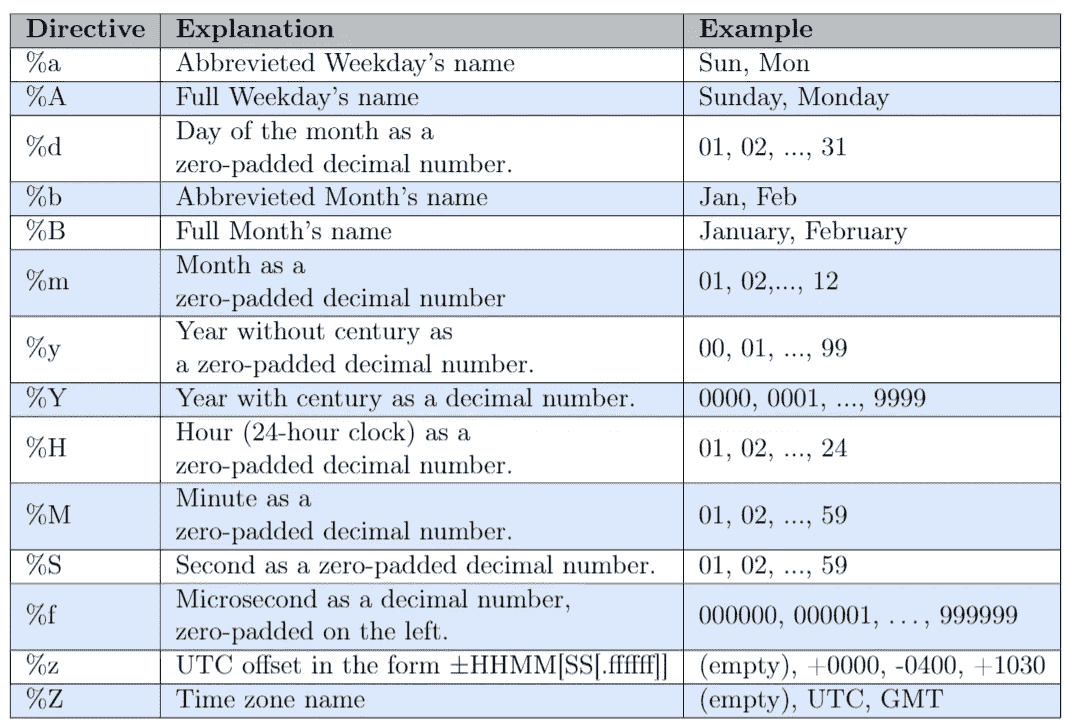 Directive Explanation Example
%a Abbrevieted Weekday's name Sun, Mon
%A Full Weekday's name Sunday, Monday
%d Day of the month as a
zero-padded decimal number. 01, 02, ..., 31
%b Abbrevieted Month's name Jan, Feb
%B Full Month's name January, February
%m Month as a
zero-padded decimal number 01, 02,..., 12
%y Year without century as
a zero-padded decimal number. 00, 01, ..., 99
%Y Year with century as a decimal number. 0000, 0001, ..., 9999
%H Hour (24-hour clock) as a
zero-padded decimal number. 01, 02, ..., 24
%M Minute as a
zero-padded decimal number. 01, 02, ..., 59
%S Second as a zero-padded decimal number. 01, 02, ..., 59
%f Microsecond as a decimal number,
zero-padded on the left. 000000, 000001, . . . , 999999
%z UTC offset in the form ±HHMM[SS[.ffffff]] (empty), +0000, -0400, +1030
%Z Time zone name (empty), UTC, GMT